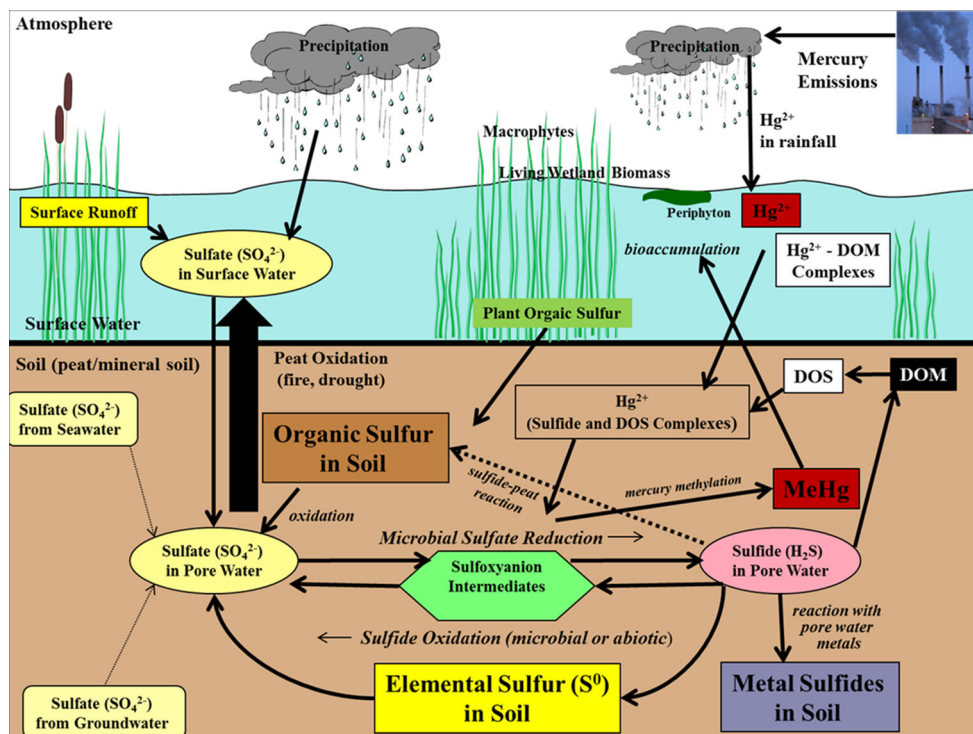 Atmosphere
Precipitation
Precipitation
Mercury
Emissions
Hg²⁺
in rainfall
Macrophytes
Living Wetland Biomass
Surface Runoff
Periphyton
Hg²⁺
Sulfate (SO₄²⁻)
in Surface Water
bioaccumulation
Hg²⁺ - DOM
Complexes
Plant Orgaic Sulfur
Surface Water
Soil (peat/mineral soil)
Peat Oxidation
(fire, drought)
DOS
DOM
Sulfate (SO₄²⁻)
from Seawater
Hg²⁺
(Sulfide and DOS Complexes)
Organic Sulfur
in Soil
sulfide-peat
reaction
mercury methylation
MeHg
oxidation
Microbial Sulfate Reduction →
Sulfate (SO₄²⁻)
in Pore Water
Sulfoxyanion
Intermediates
Sulfide (H₂S)
in Pore Water
reaction with
pore water
metals
← Sulfide Oxidation (microbial or abiotic)
Elemental Sulfur (S⁰)
in Soil
Metal Sulfides
in Soil
Sulfate (SO₄²⁻)
from Groundwater